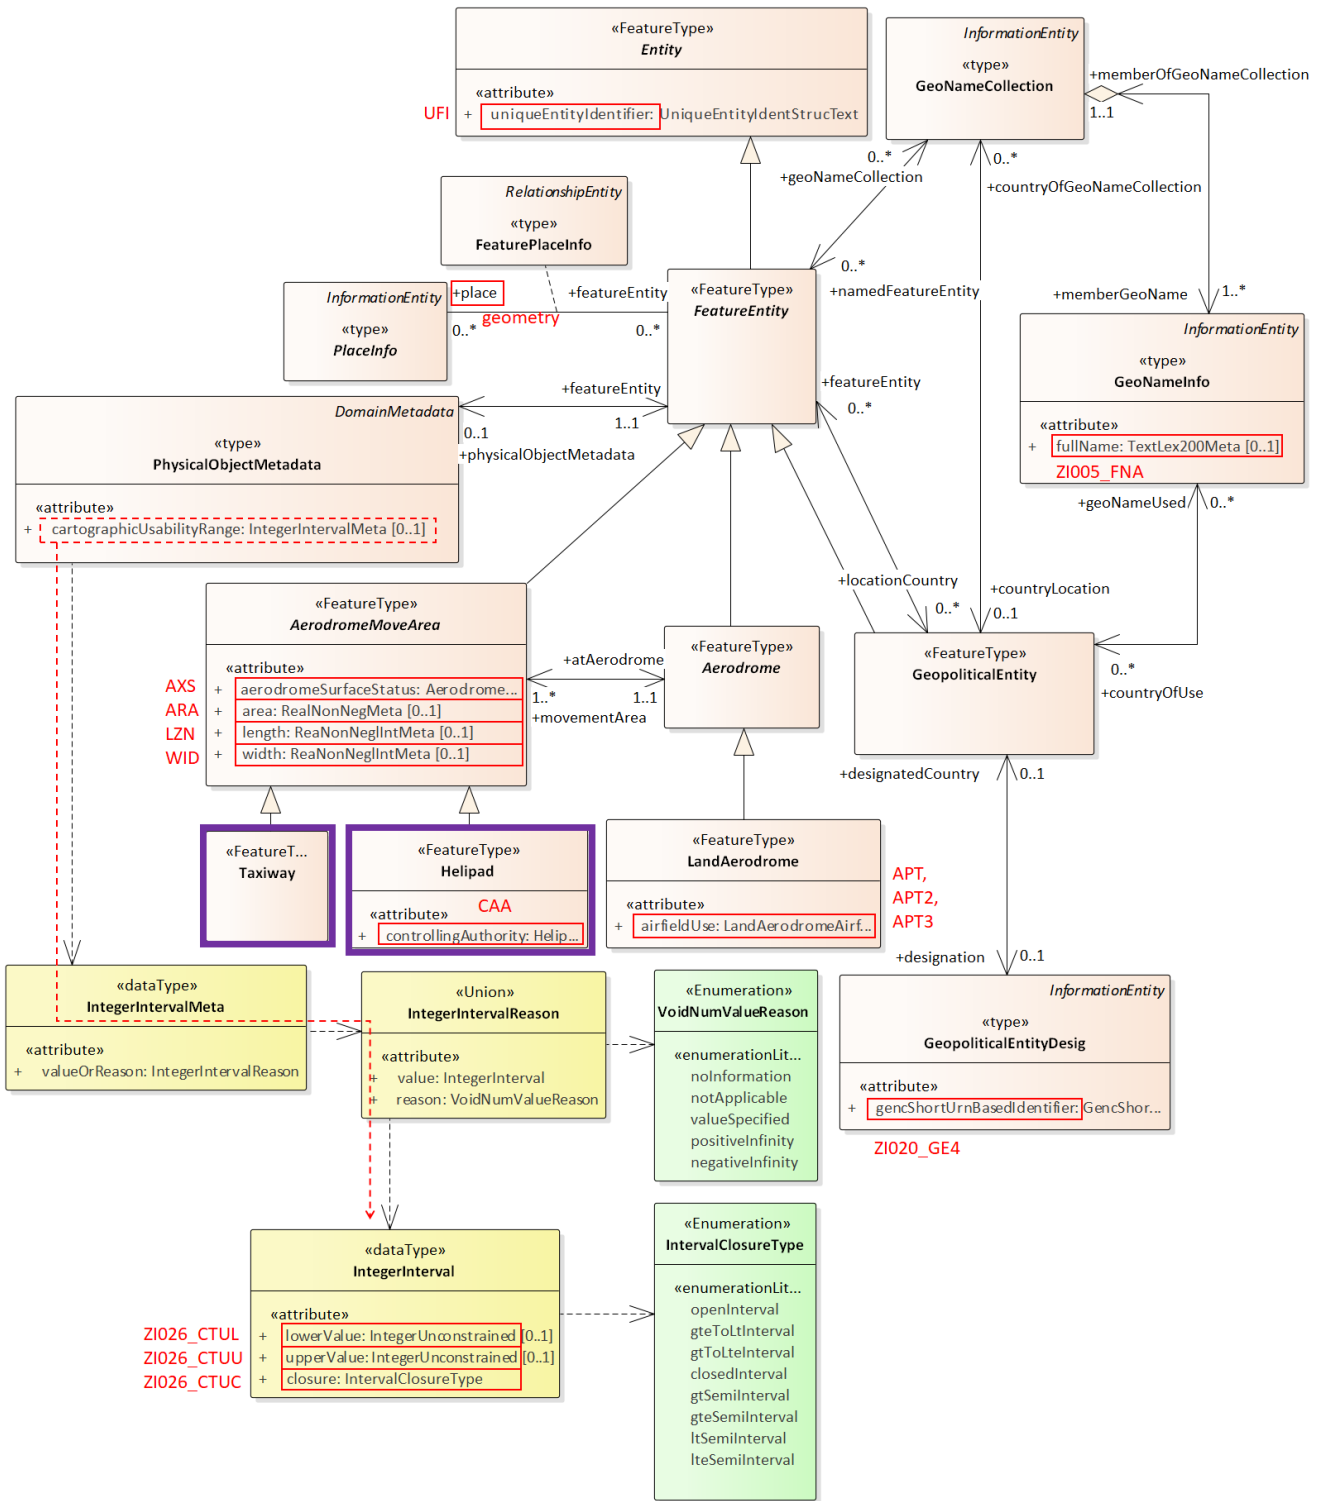 «FeatureType»
Entity
«attribute»
UFI + uniqueEntityIdentifier: UniqueEntityIdentStrucText
InformationEntity
«type»
GeoNameCollection
+memberOfGeoNameCollection
1..1
0..*
+geoNameCollection
0..*
+countryOfGeoNameCollection
RelationshipEntity
«type»
FeaturePlaceInfo
InformationEntity
«type»
PlaceInfo
+place
0..*
geometry
+featureEntity
0..*
«FeatureType»
FeatureEntity
0..*
+namedFeatureEntity
+memberGeoName
1..*
InformationEntity
«type»
GeoNameInfo
«attribute»
+ fullName: TextLex200Meta [0..1]
ZI005_FNA
+geoNameUsed
0..*
DomainMetadata
«type»
PhysicalObjectMetadata
«attribute»
+ cartographicUsabilityRange: IntegerIntervalMeta [0..1]
+featureEntity
0..1
1..1
+physicalObjectMetadata
+featureEntity
0..*
+locationCountry
0..*
+countryLocation
0..1
«FeatureType»
AerodromeMoveArea
«attribute»
AXS + aerodromeSurfaceStatus: Aerodrome...
ARA + area: RealNonNegMeta [0..1]
LZN + length: ReaNonNegIIntMeta [0..1]
WID + width: ReaNonNegIIntMeta [0..1]
+atAerodrome
1..*
1..1
+movementArea
«FeatureType»
Aerodrome
«FeatureType»
GeopoliticalEntity
0..*
+countryOfUse
+designatedCountry
0..1
«FeatureT...
Taxiway
«FeatureType»
Helipad
CAA
«attribute»
+ controllingAuthority: Helip...
«FeatureType»
LandAerodrome
«attribute»
+ airfieldUse: LandAerodromeAirf...
APT,
APT2,
APT3
+designation
0..1
InformationEntity
«type»
GeopoliticalEntityDesig
«attribute»
+ gencShortUrnBasedIdentifier: GencShor...
ZI020_GE4
«dataType»
IntegerIntervalMeta
«attribute»
+ valueOrReason: IntegerIntervalReason
«Union»
IntegerIntervalReason
«attribute»
+ value: IntegerInterval
+ reason: VoidNumValueReason
«Enumeration»
VoidNumValueReason
«enumerationLit...
noInformation
notApplicable
valueSpecified
positiveInfinity
negativeInfinity
«dataType»
IntegerInterval
«attribute»
ZI026_CTUL + lowerValue: IntegerUnconstrained [0..1]
ZI026_CTUU + upperValue: IntegerUnconstrained [0..1]
ZI026_CTUC + closure: IntervalClosureType
«Enumeration»
IntervalClosureType
«enumerationLit...
openInterval
gteToLtInterval
gtToLteInterval
closedInterval
gtSemiInterval
gteSemiInterval
ltSemiInterval
lteSemiInterval